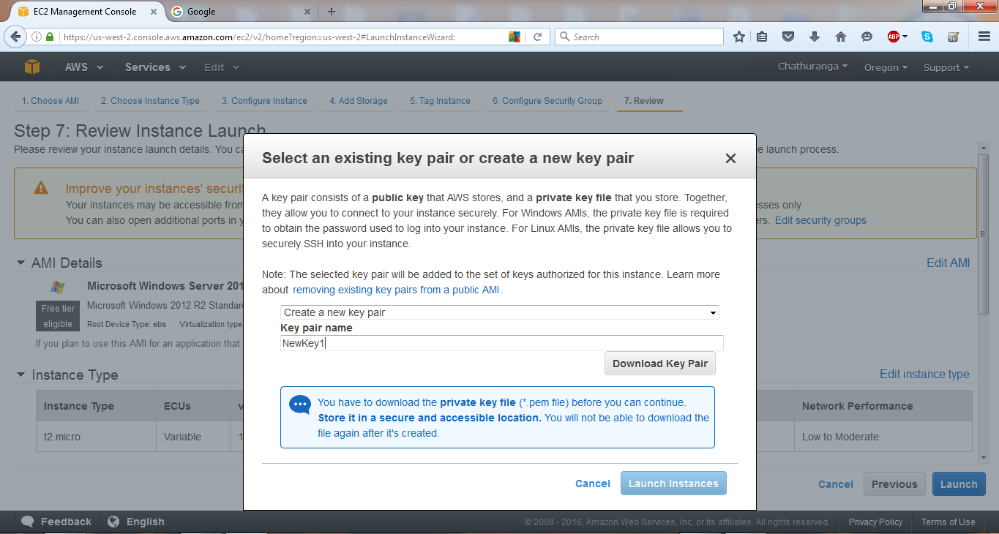 EC2 Management Console
Google
https://us-west-2.console.aws.amazon.com/ec2/v2/home?region=us-west-2#LaunchInstanceWizard:
Search
ABP
AWS Services Edit Chathuranga Oregon Support
1. Choose AMI 2. Choose Instance Type 3. Configure Instance 4. Add Storage 5. Tag Instance 6. Configure Security Group 7. Review
Step 7: Review Instance Launch
Please review your instance launch details. You
e launch process.
Improve your instances'
Your instances may be accessible from
You can also open additional ports in
Edit security groups
AMI Details
Edit AMI
Microsoft Windows Server
Free tier
eligible
Microsoft Windows 2012 R2
Root Device Type: ebs Virtualization type
If you plan to use this AMI for an application that
Instance Type
Edit instance type
Instance Type ECUs Network Performance
t2.micro Variable 1 Low to Moderate
Select an existing key pair or create a new key pair
A key pair consists of a public key that AWS stores, and a private key file that you store. Together,
they allow you to connect to your instance securely. For Windows AMIs, the private key file is required
to obtain the password used to log into your instance. For Linux AMIs, the private key file allows you to
securely SSH into your instance.
Note: The selected key pair will be added to the set of keys authorized for this instance. Learn more
about removing existing key pairs from a public AMI.
Create a new key pair
Key pair name
NewKey1
Download Key Pair
You have to download the private key file (*.pem file) before you can continue.
Store it in a secure and accessible location. You will not be able to download the
file again after it's created.
Cancel Launch Instances
Cancel Previous Launch
Feedback English © 2008 - 2016, Amazon Web Services, Inc. or its affiliates. All rights reserved. Privacy Policy Terms of Use